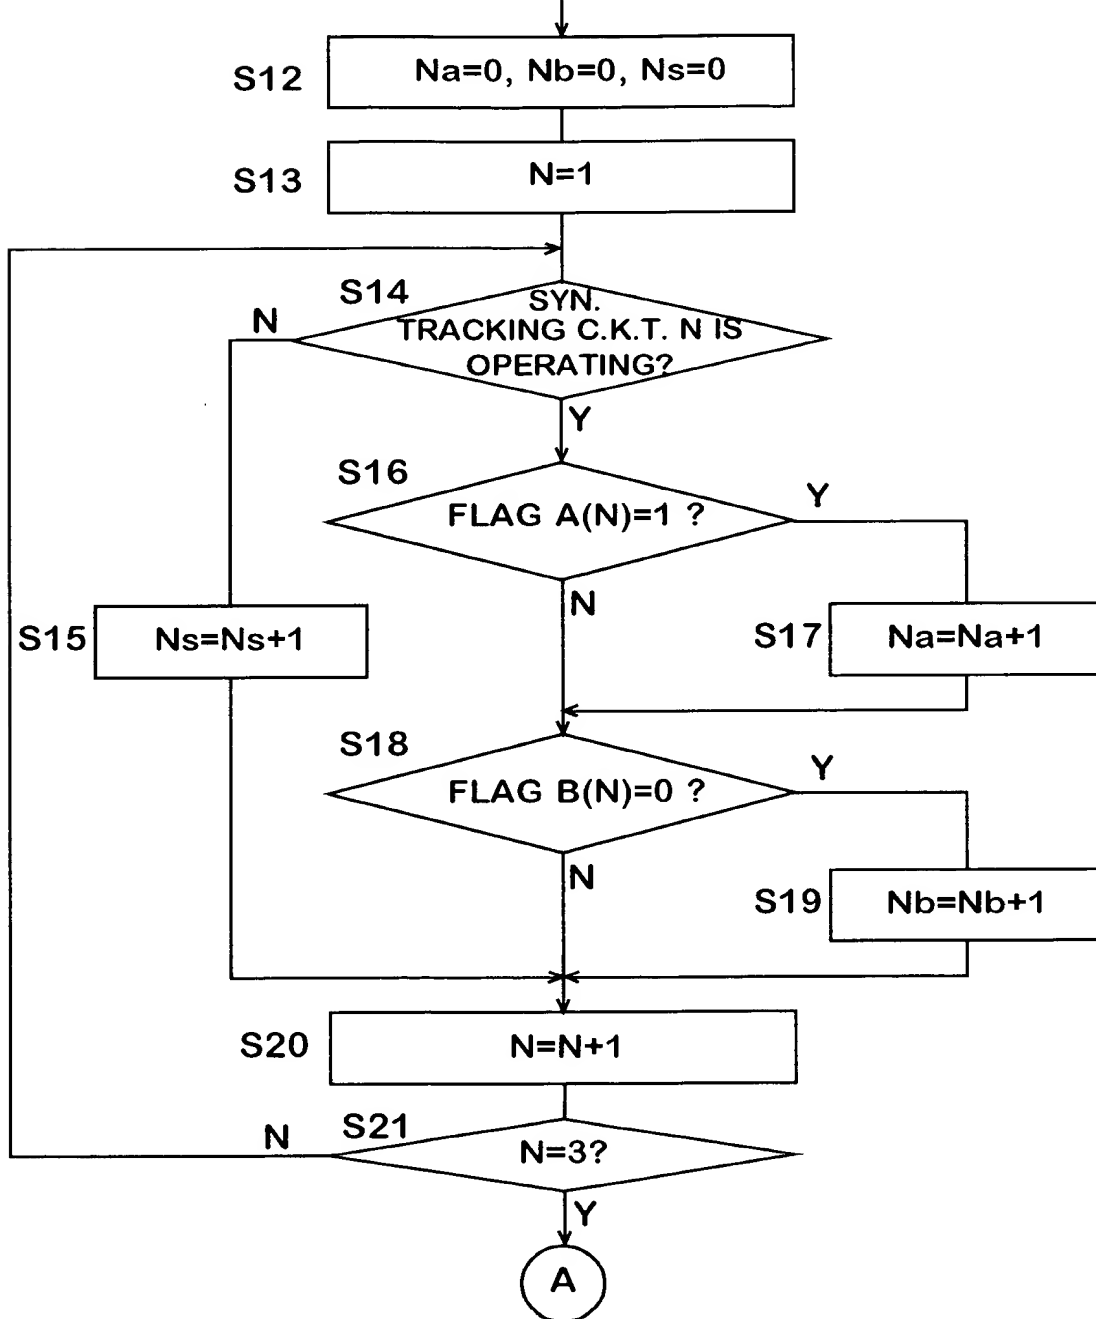 S12
Na=0, Nb=0, Ns=0
S13
N=1
S14
SYN.
TRACKING C.K.T. N IS
OPERATING?
N
Y
S16
FLAG A(N)=1 ?
Y
N
S15
Ns=Ns+1
S17
Na=Na+1
S18
FLAG B(N)=0 ?
Y
N
S19
Nb=Nb+1
S20
N=N+1
S21
N=3?
N
Y
A